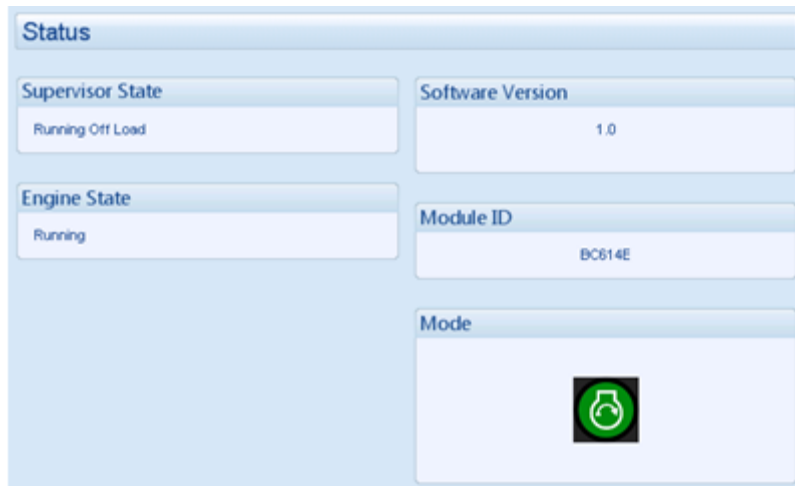 Status
Supervisor State
Running Off Load
Engine State
Running
Software Version
1.0
Module ID
BC614E
Mode